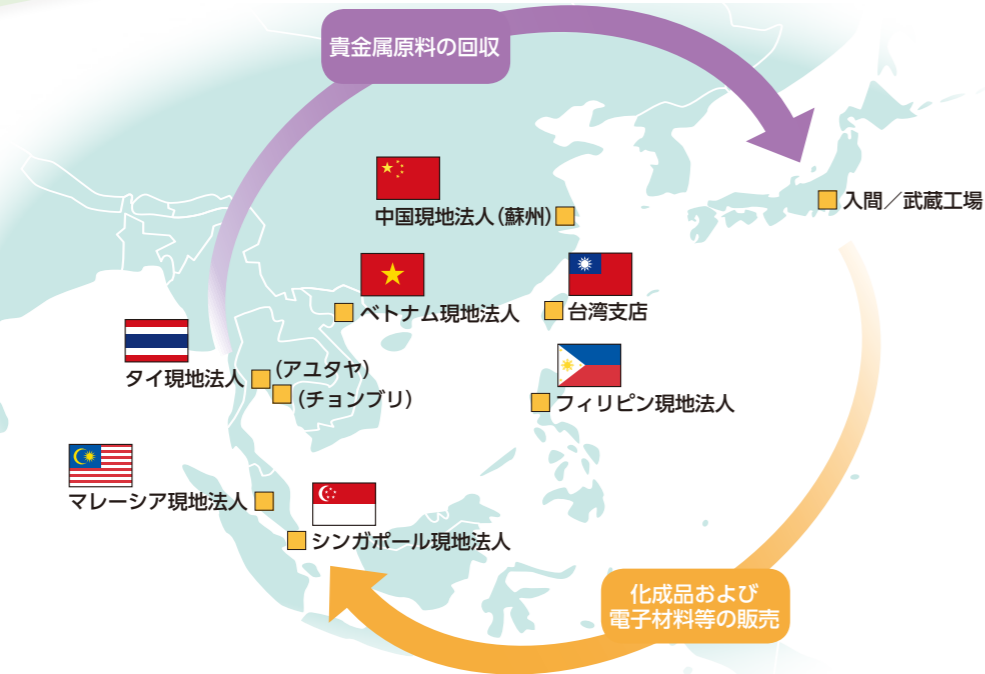 貴金属原料の回収
入間／武蔵工場
中国現地法人（蘇州）
ベトナム現地法人
台湾支店
タイ現地法人
（アユタヤ）
（チョンブリ）
フィリピン現地法人
マレーシア現地法人
シンガポール現地法人
化成品および
電子材料等の販売